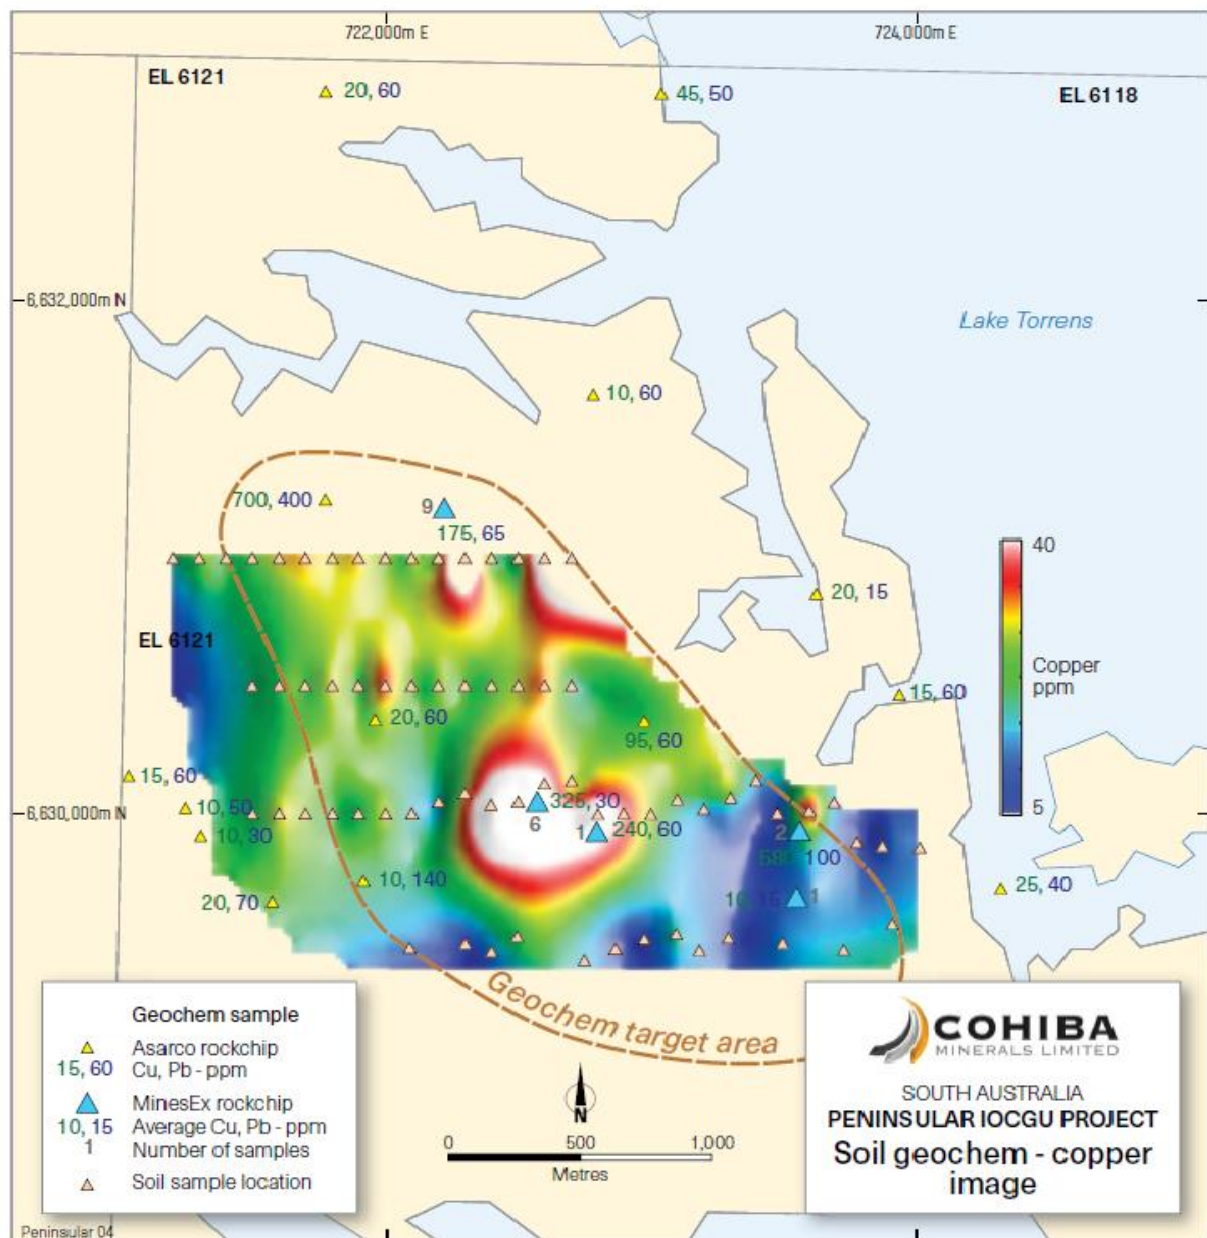 722,000m E
724,000m E
EL 6121
20, 60
45, 50
EL 6118
6,632,000m N
Lake Torrens
10, 60
700, 400
9
175, 65
40
20, 15
EL 6121
Copper
ppm
15, 60
20, 60
95, 60
15, 60
10, 60
325, 30
6,630,000m N
5
6
1
240, 60
2
10, 30
680, 100
10, 140
25, 40
20, 70
10, 15
1
Geochem target area
Geochem sample
Asarco rockchip
15, 60
Cu, Pb - ppm
MinesEx rockchip
10, 15
Average Cu, Pb - ppm
1
Number of samples
Soil sample location
N
0
500
1,000
Metres
COHIBA
MINERALS LIMITED
SOUTH AUSTRALIA
PENINSULAR IOCGU PROJECT
Soil geochem - copper
image
Peninsular 04